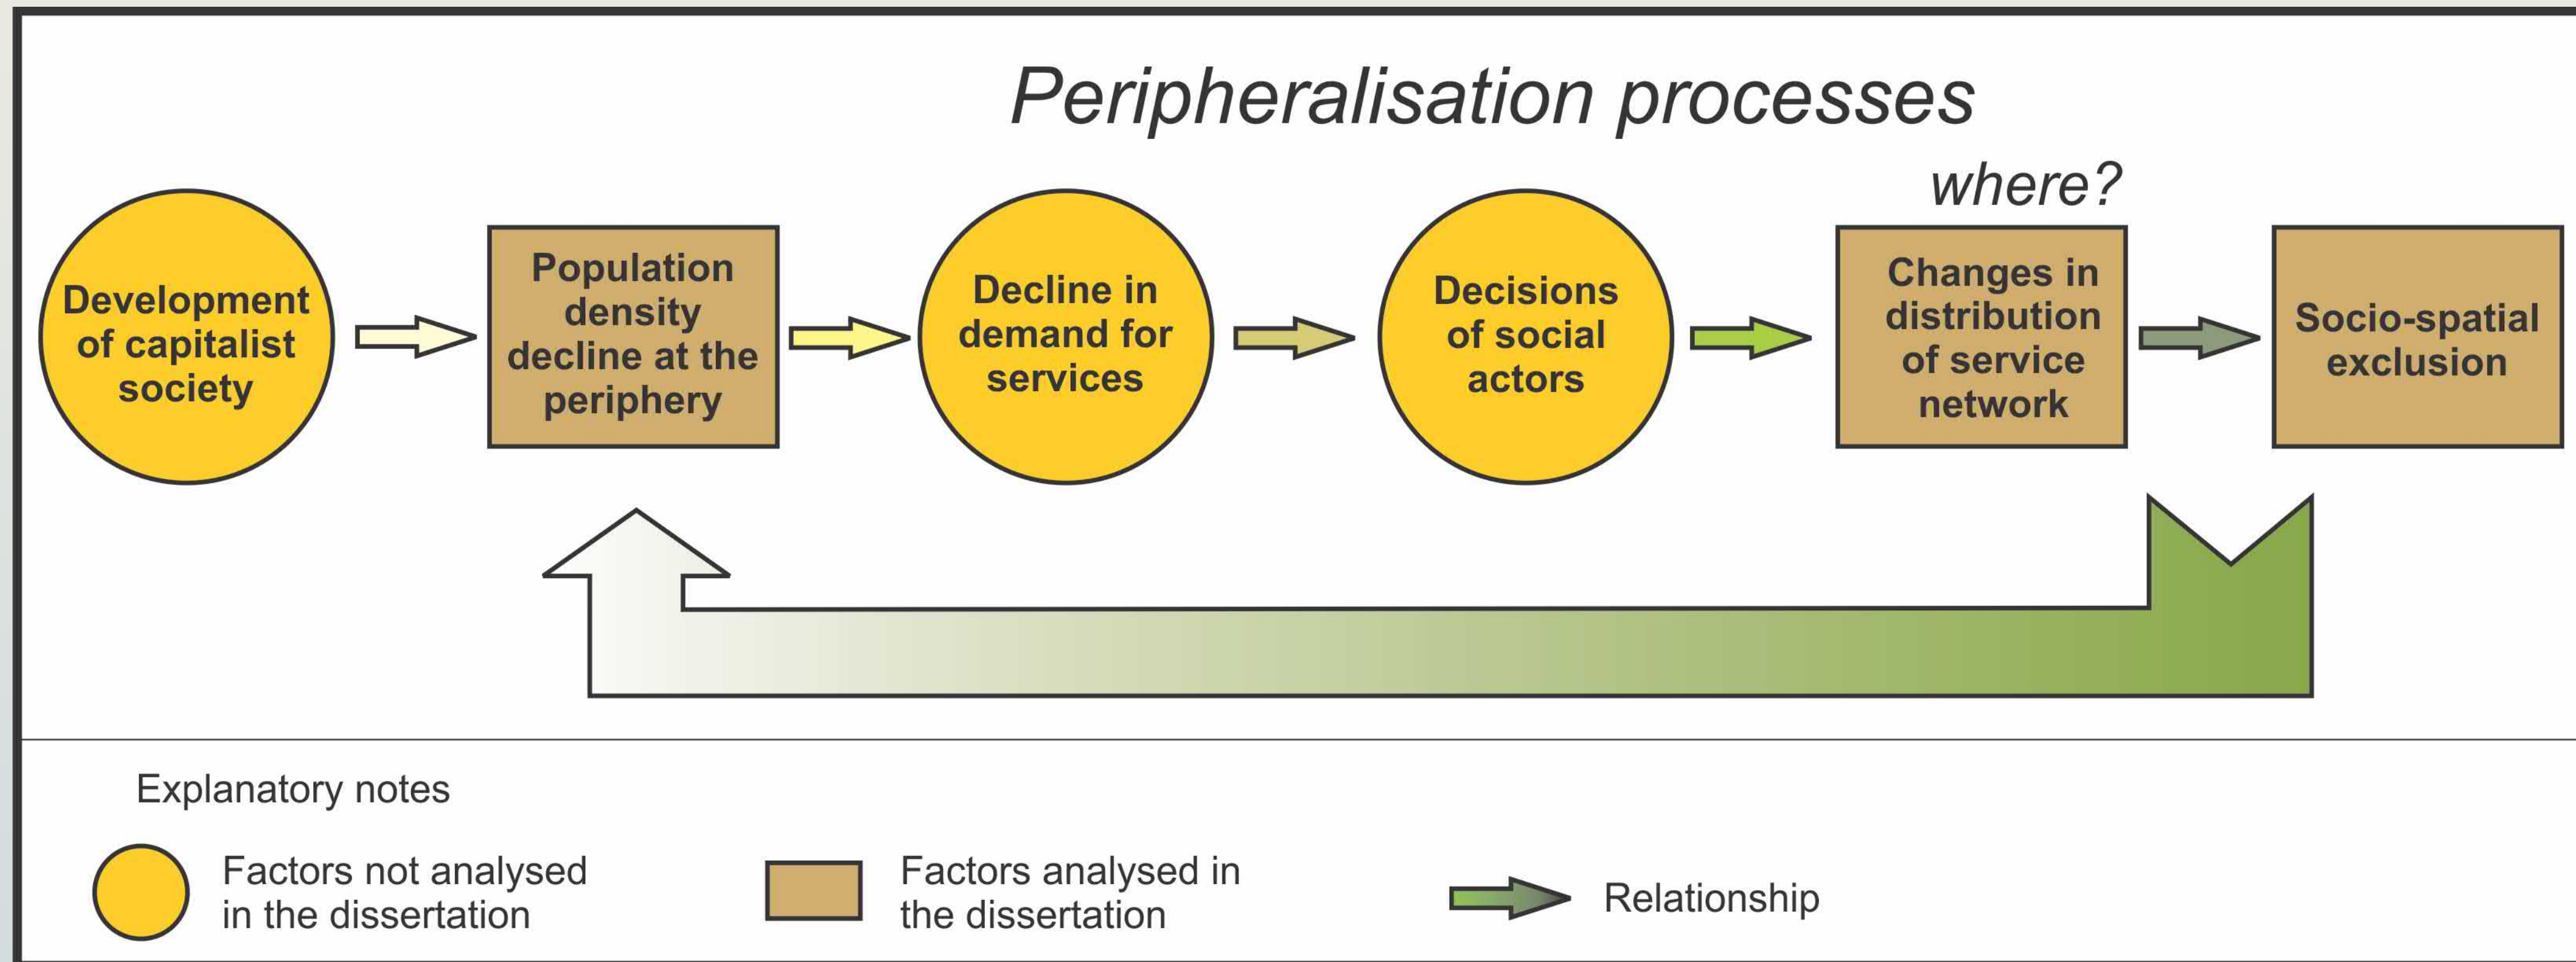 Peripheralisation processes
where?
Development
of capitalist
society
Population
density
decline at the
periphery
Decline in
demand for
services
Decisions
of social
actors
Changes in
distribution
of service
network
Socio-spatial
exclusion
Explanatory notes
Factors not analysed
in the dissertation
Factors analysed in
the dissertation
Relationship